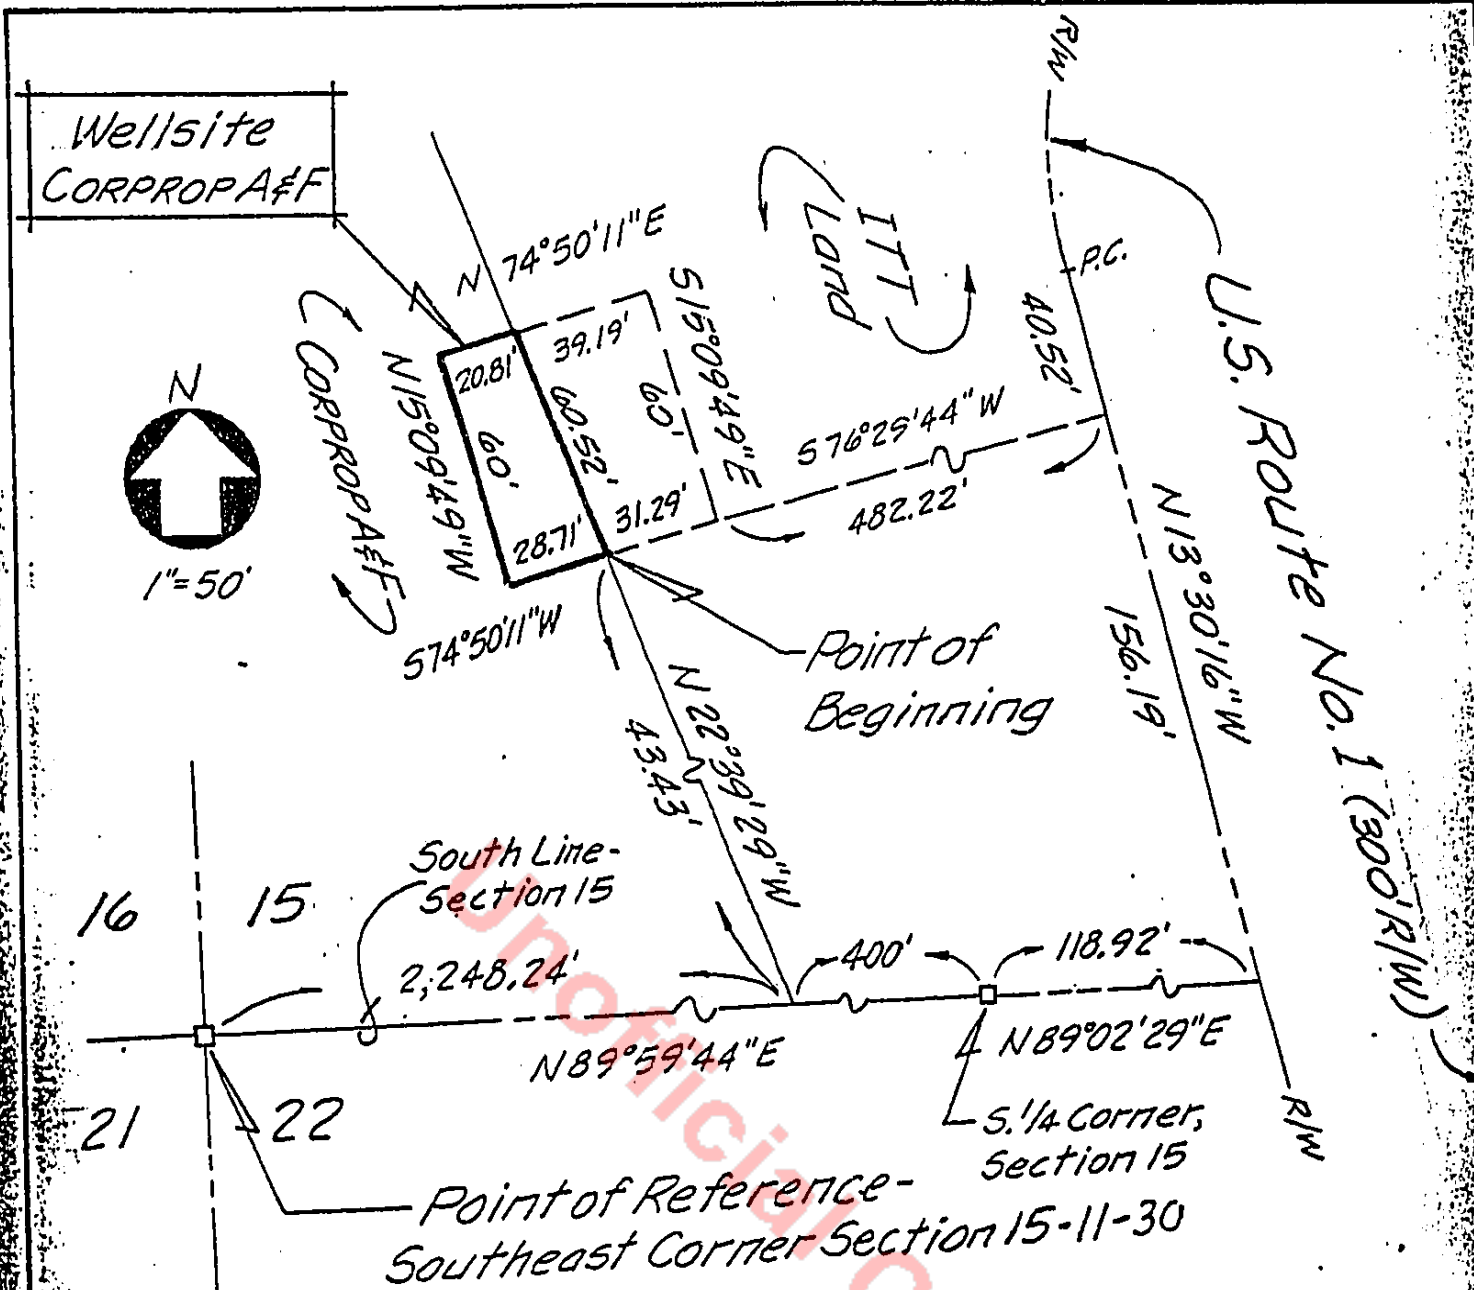 R/W
Wellsite
CORPROP A&F
N 74°50'11"E
ITT
Land
P.C.
U.S. Route No. 1 (300'R/W)
S15°09'49"E
40.52'
39.19'
20.81'
60.52'
60'
60'
N15°09'49"W
CORPROP A&F
N
1"=50'
S 76°29'44" W
482.22'
31.29'
28.71'
S74°50'11"W
N13°30'16"W
156.19'
Point of
Beginning
N 22°39'29"W
43.43'
South Line-
Section 15
16
15
2,248.24'
400'
118.92'
N89°59'44"E
N89°02'29"E
21
22
S.1/4 Corner,
Section 15
R/W
Point of Reference-
Southeast Corner Section 15-11-30
Unofficial